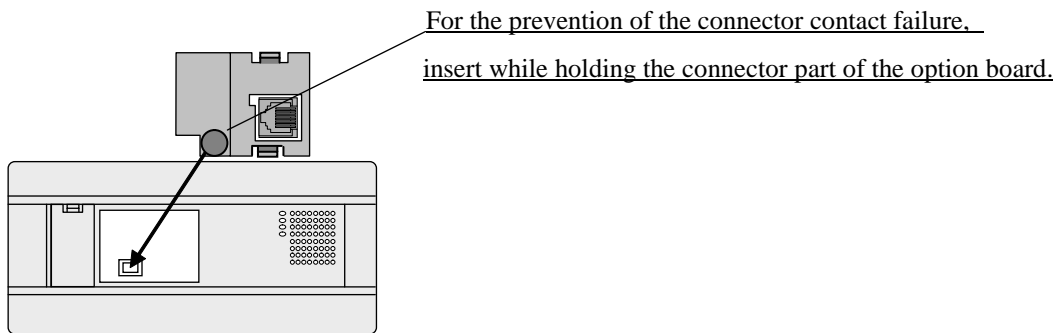 For the prevention of the connector contact failure,
insert while holding the connector part of the option board.